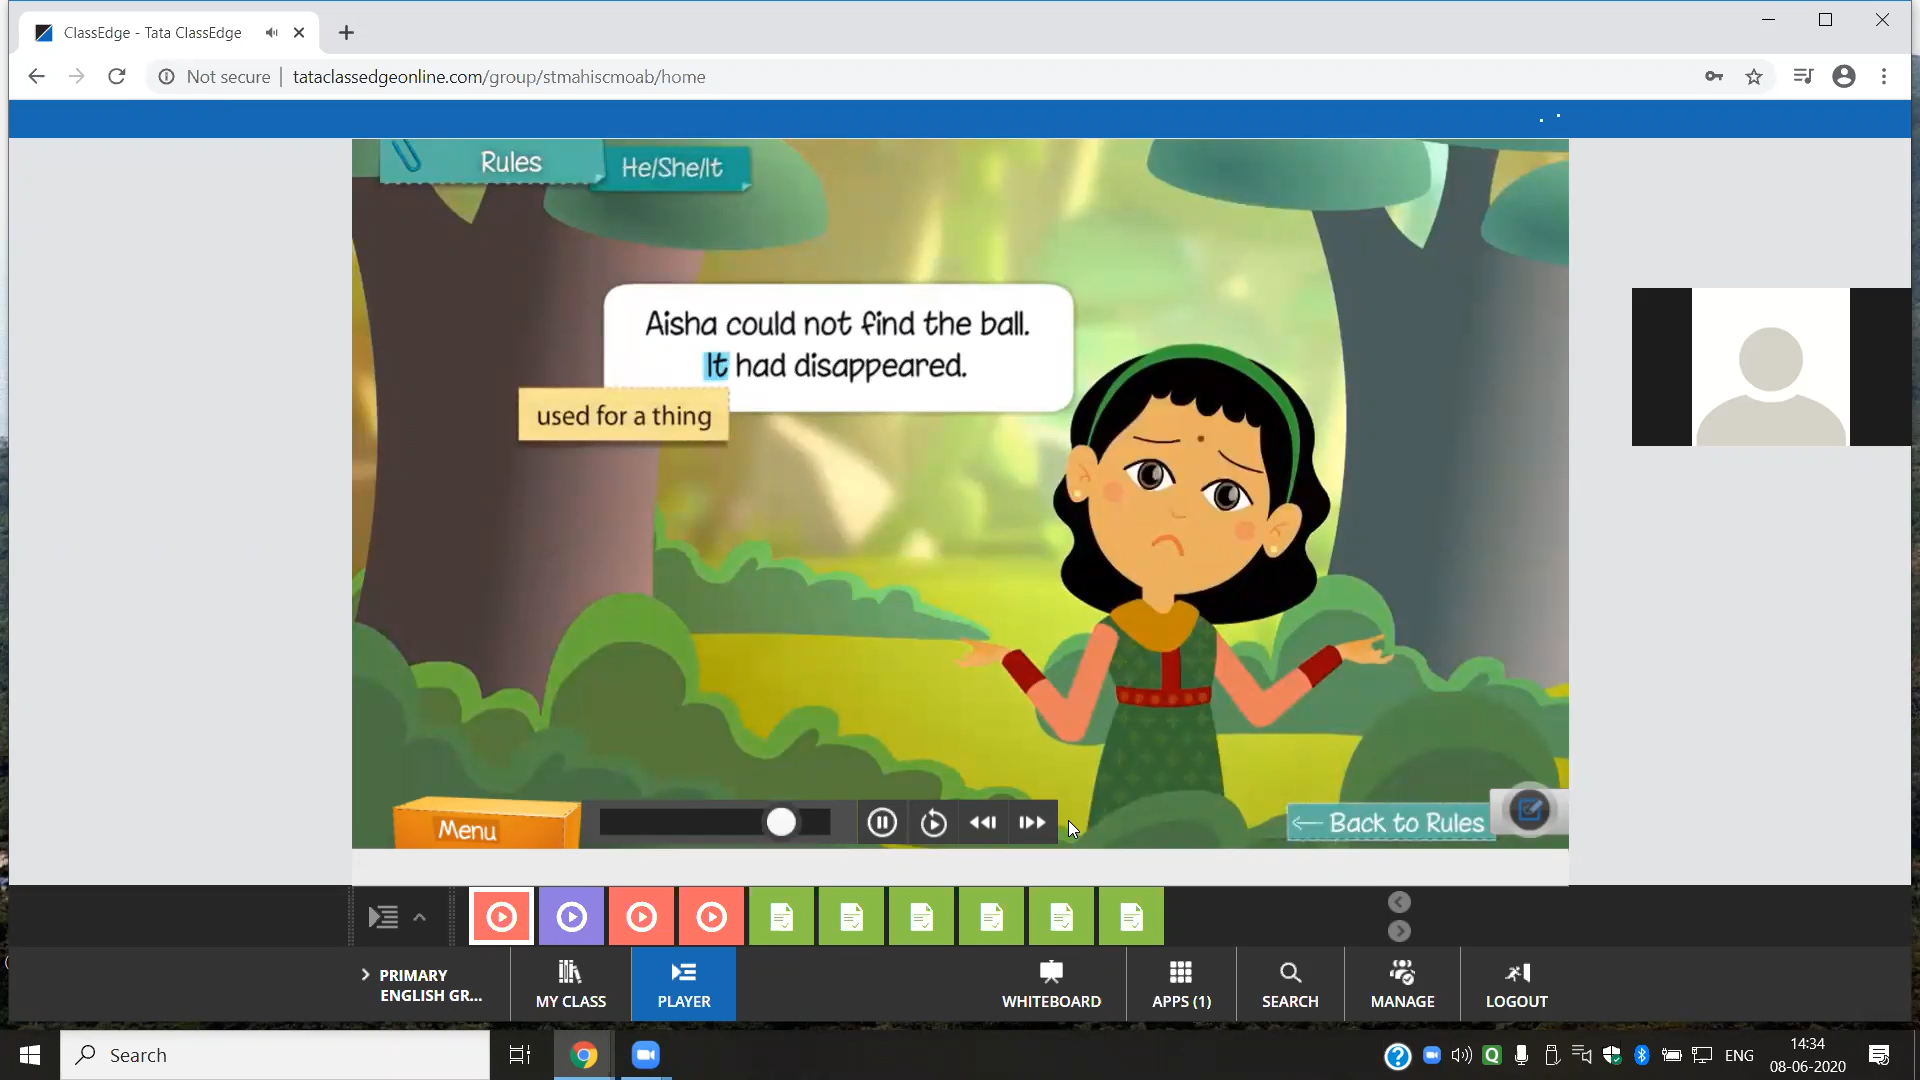 ClassEdge - Tata ClassEdge
Not secure | tataclassedgeonline.com/group/stmahiscmoab/home
Rules
He/She/It
Aisha could not find the ball.
It had disappeared.
used for a thing
Menu
Back to Rules
PRIMARY
ENGLISH GR...
MY CLASS
PLAYER
WHITEBOARD
APPS (1)
SEARCH
MANAGE
LOGOUT
Search
ENG
14:34
08-06-2020